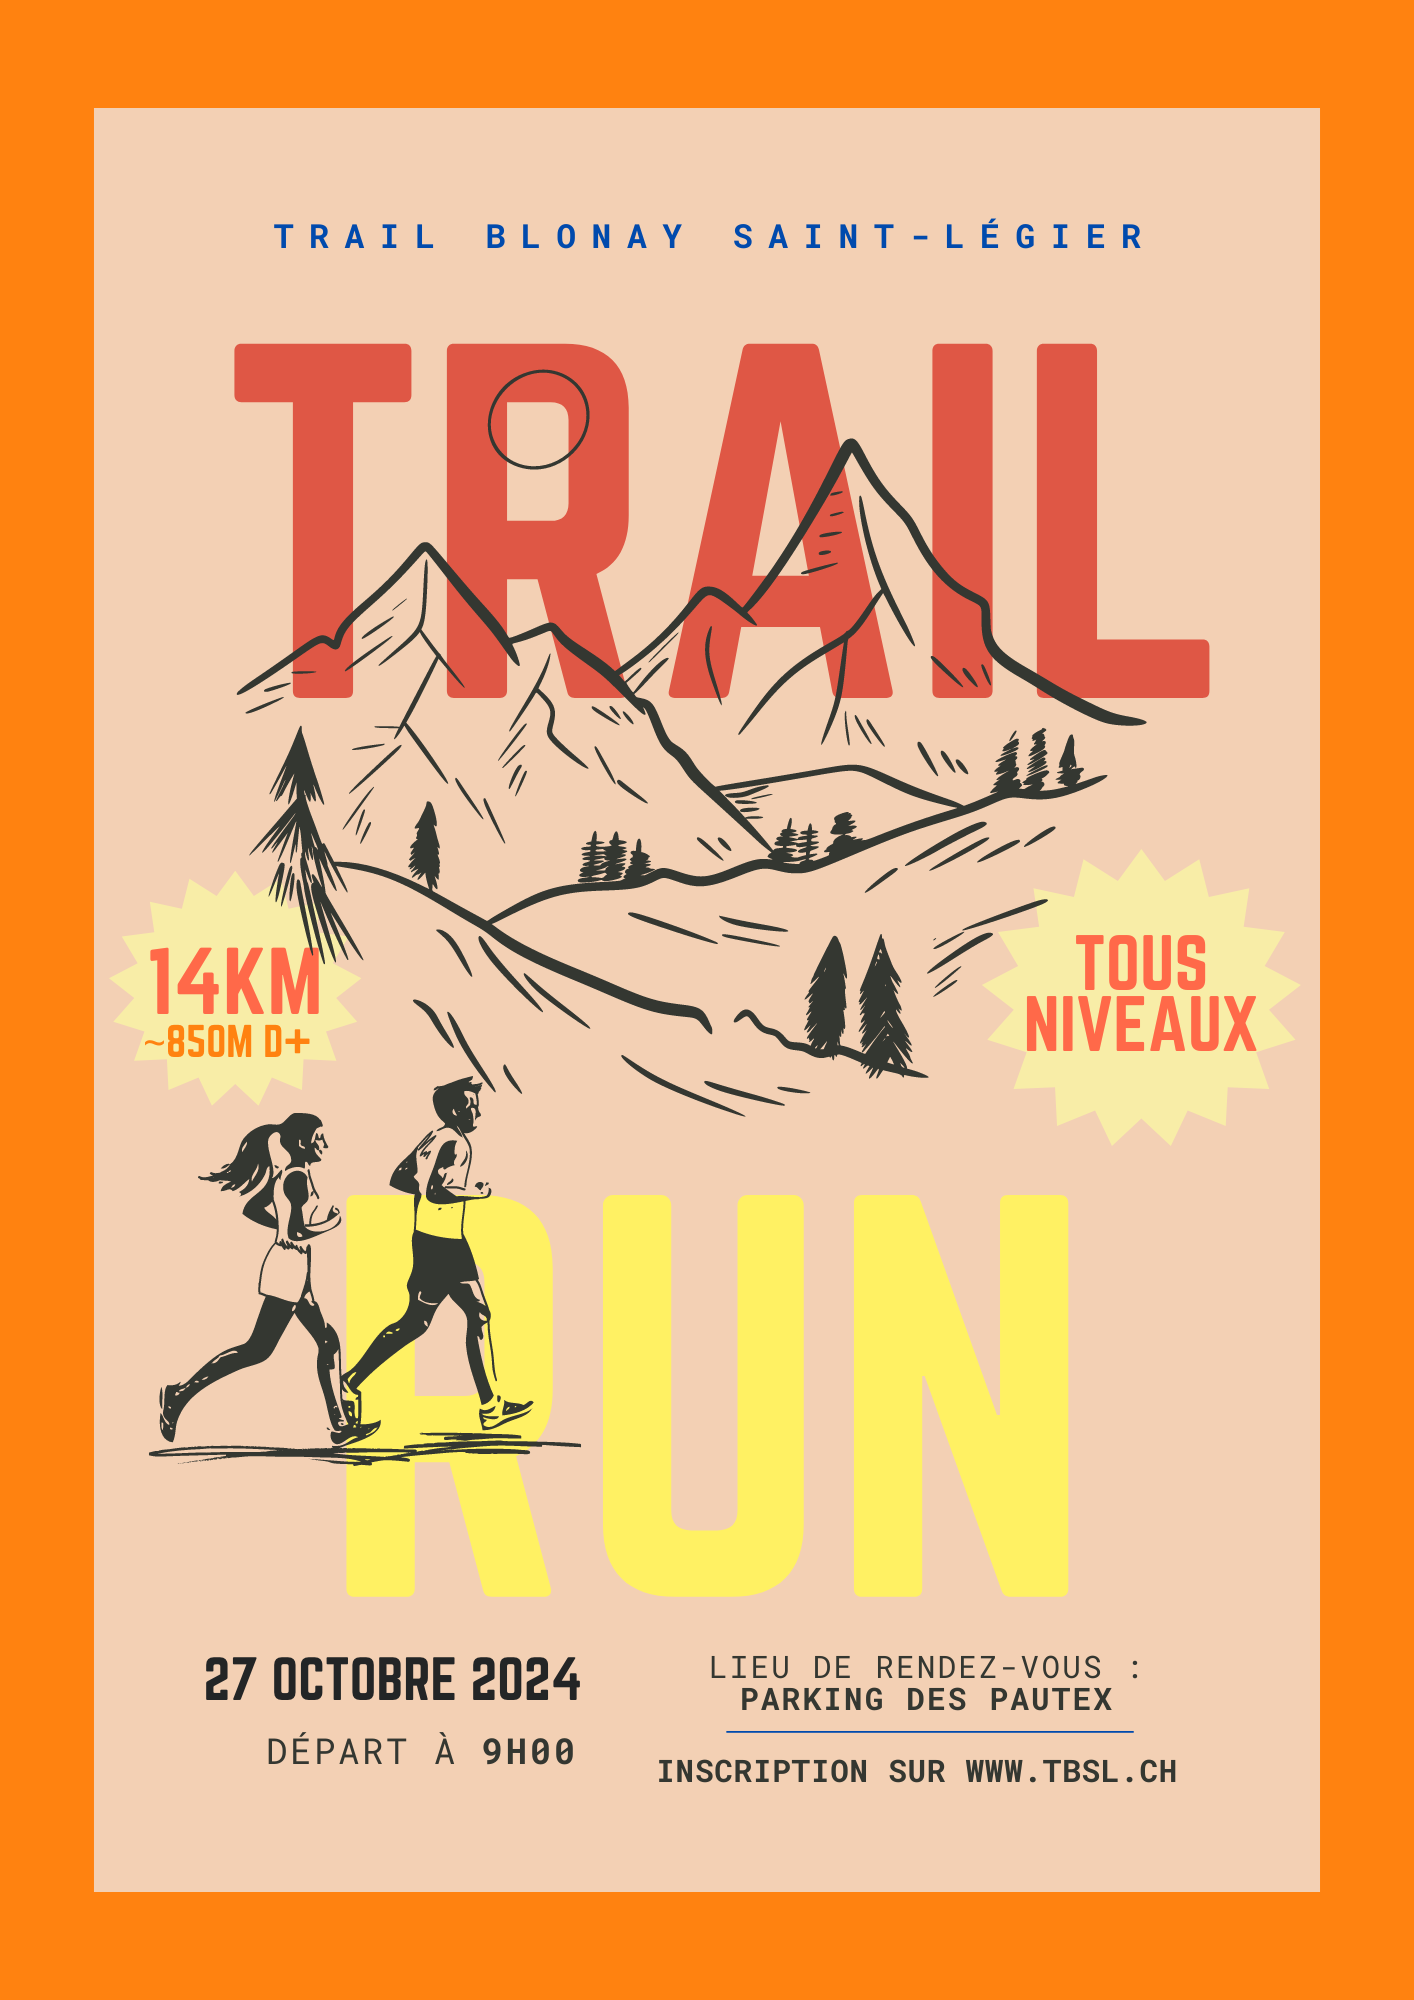 TRAIL BLONAY SAINT-LÉGIER
TRAIL
14KM
~850M D+
TOUS
NIVEAUX
RUN
27 OCTOBRE 2024
DÉPART À 9H00
LIEU DE RENDEZ-VOUS :
PARKING DES PAUTEX
INSCRIPTION SUR WWW.TBSL.CH